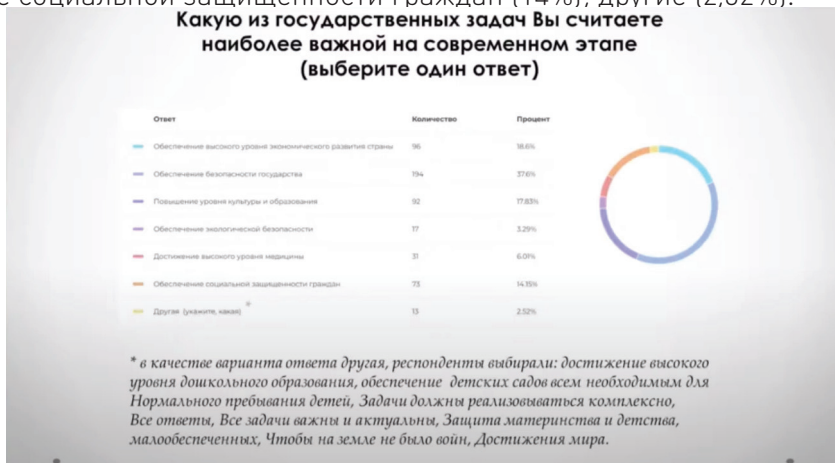 с социальной защищенности граждан (14%), другие (2,52%).
Какую из государственных задач Вы считаете
наиболее важной на современном этапе
(выберите один ответ)
Ответ Количество Процент
Обеспечение высокого уровня экономического развития страны 96 18.6%
Обеспечение безопасности государства 194 37.6%
Повышение уровня культуры и образования 92 17.83%
Обеспечение экологической безопасности 17 3.29%
Достижение высокого уровня медицины 31 6.01%
Обеспечение социальной защищенности граждан 73 14.15%
Другая (укажите, какая) * 13 2.52%
* в качестве варианта ответа другая, респонденты выбирали: достижение высокого
уровня дошкольного образования, обеспечение детских садов всем необходимым для
Нормального пребывания детей, Задачи должны реализовываться комплексно,
Все ответы, Все задачи важны и актуальны, Защита материнства и детства,
малообеспеченных, Чтобы на земле не было войн, Достижения мира.